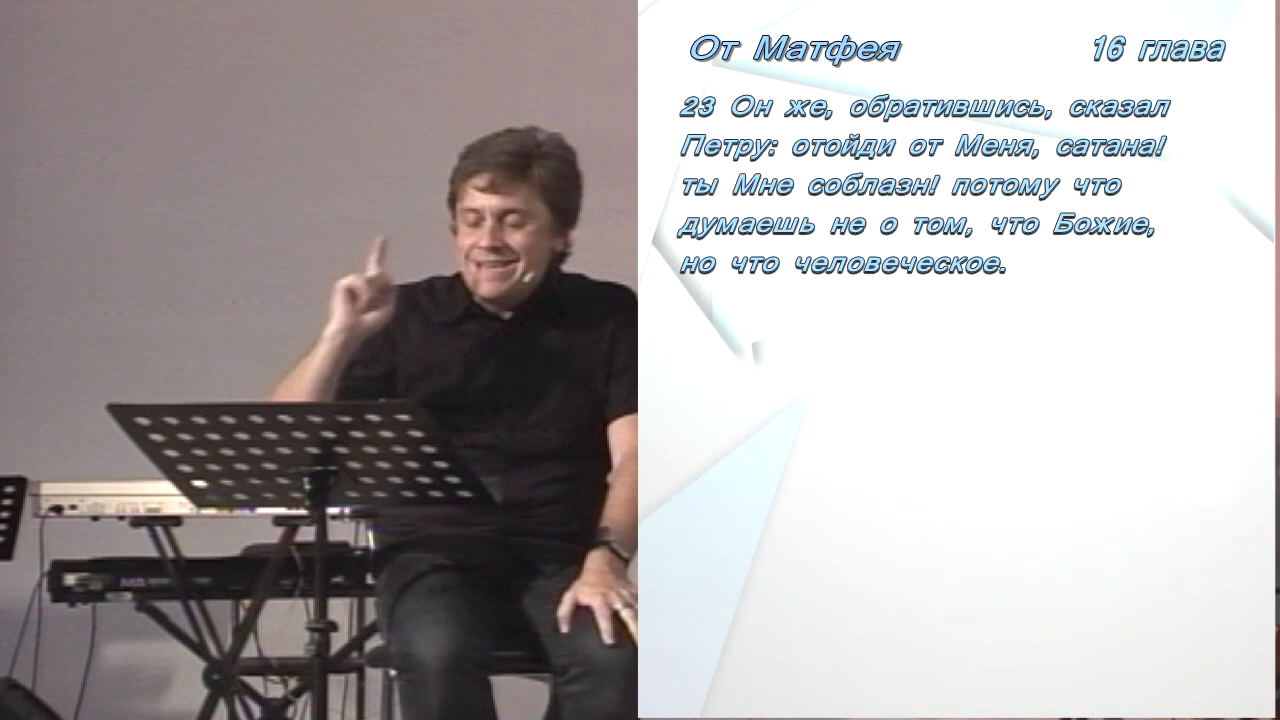 От Матфея 16 глава
23 Он же, обратившись, сказал
Петру: отойди от Меня, сатана!
ты Мне соблазн! потому что
думаешь не о том, что Божие,
но что человеческое.